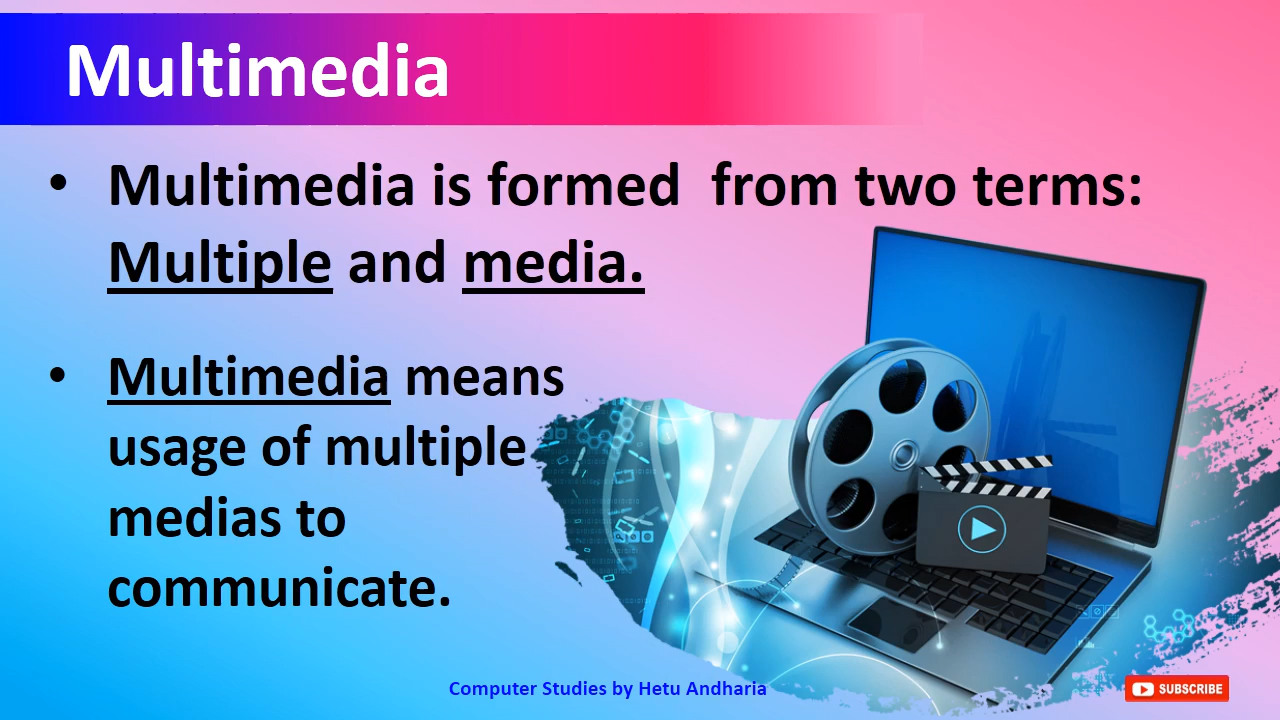 Multimedia
• Multimedia is formed  from two terms:
Multiple and media.
• Multimedia means
usage of multiple
medias to
communicate.
Computer Studies by Hetu Andharia
SUBSCRIBE